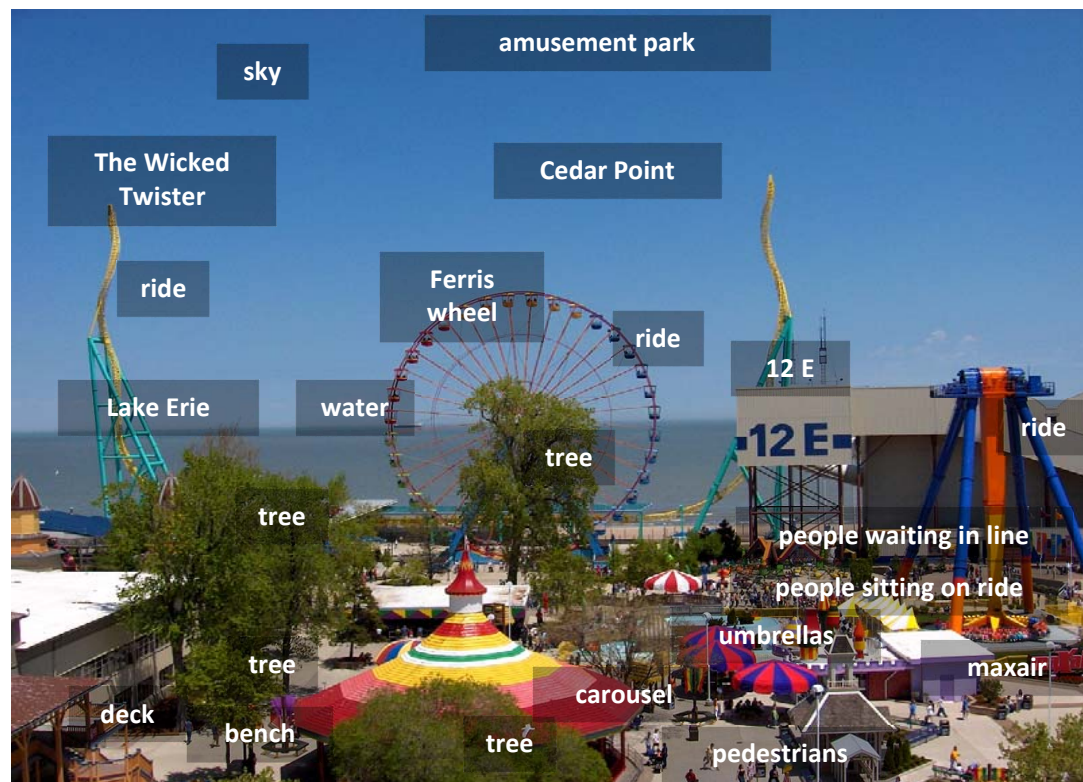 amusement park
sky
The Wicked
Twister
Cedar Point
Ferris
wheel
ride
ride
12 E
Lake Erie
water
ride
12 E
tree
tree
people waiting in line
people sitting on ride
umbrellas
tree
maxair
carousel
deck
bench
tree
pedestrians